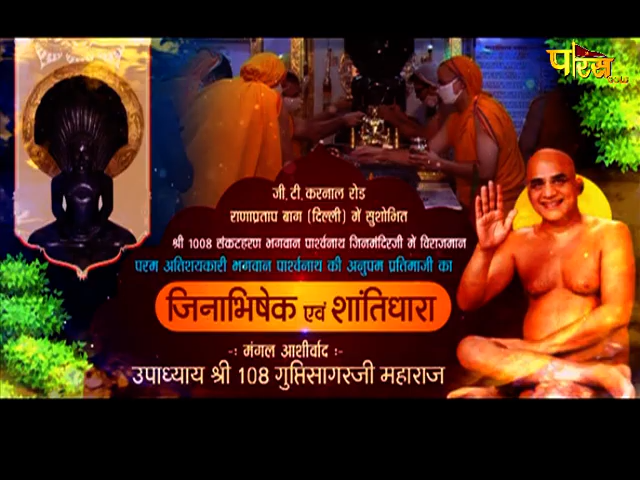 पारस
जी. टी. करनाल रोड
राणाप्रताप बाग (दिल्ली) में सुशोभित
श्री 1008 संकटहरण भगवान पार्श्वनाथ जिनमंदिरजी में विराजमान
परम अतिशयकारी भगवान पार्श्वनाथ की अनुपम प्रतिमाजी का
जिनाभिषेक एवं शांतिधारा
-: मंगल आशीर्वाद :-
उपाध्याय श्री 108 गुप्तिसागरजी महाराज